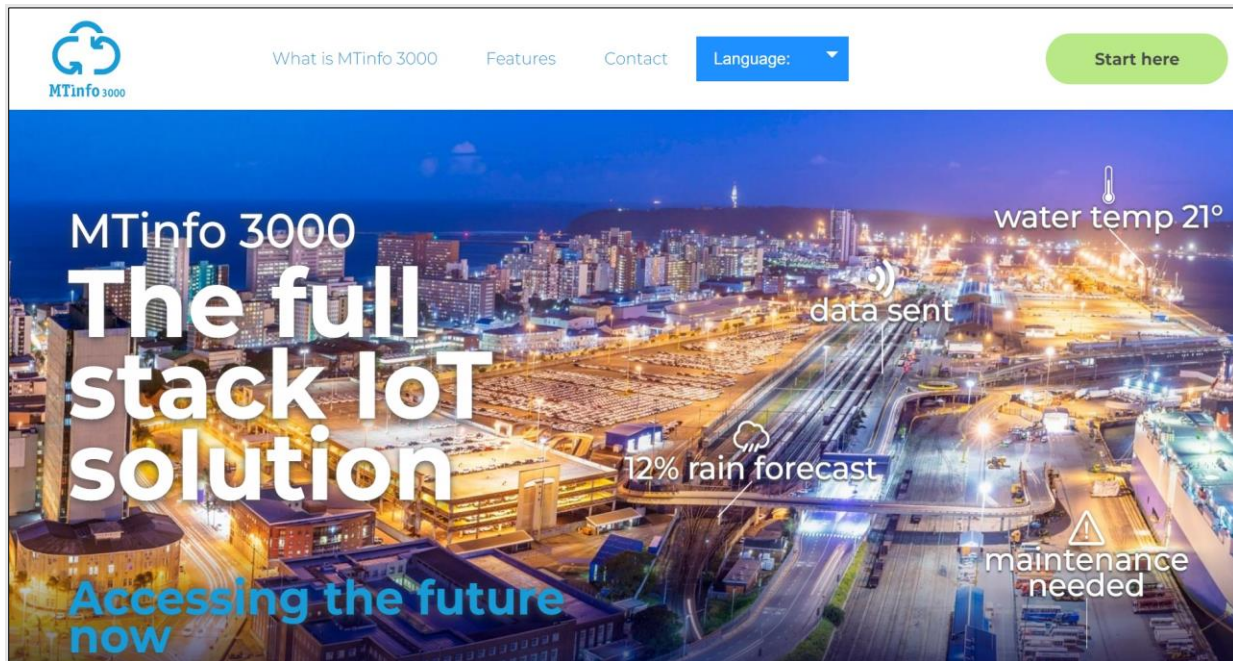 What is MTinfo 3000 Features Contact Language: Start here
MTinfo 3000
MTinfo 3000
The full
stack IoT
solution
Accessing the future
now
water temp 21°
data sent
12% rain forecast
maintenance
needed